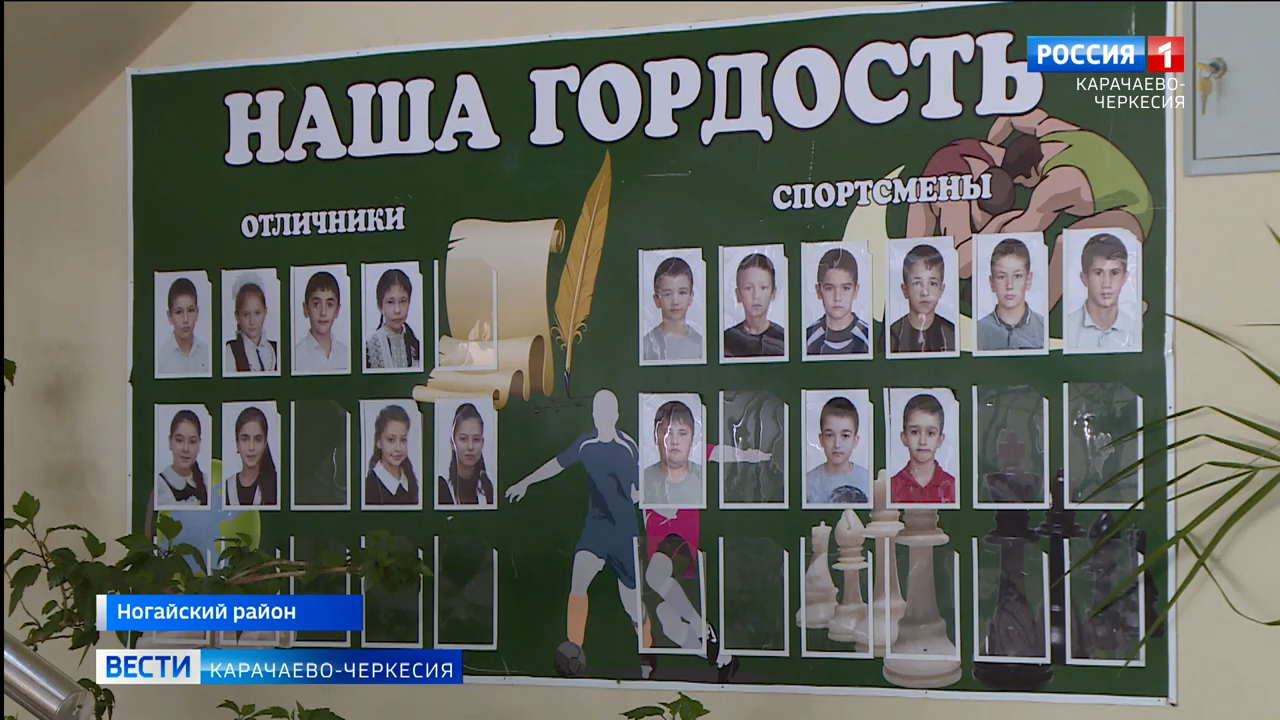 НАША ГОРДОСТЬ
РОССИЯ 1
КАРАЧАЕВО-
ЧЕРКЕСИЯ
ОТЛИЧНИКИ
СПОРТСМЕНЫ
Ногайский район
ВЕСТИ КАРАЧАЕВО-ЧЕРКЕСИЯ